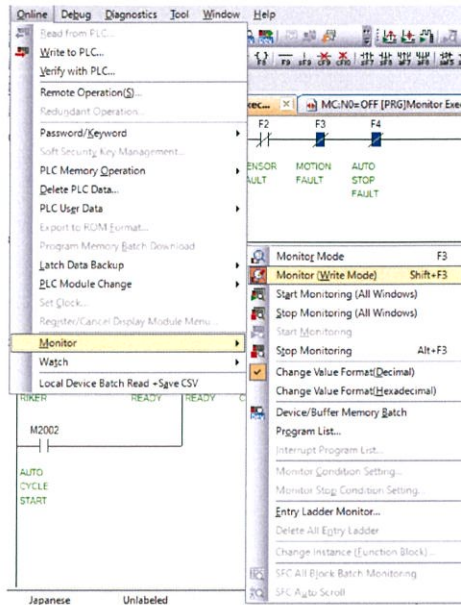 Online Debug Diagnostics Tool Window Help
Read from PLC...
Write to PLC...
Verify with PLC...
Remote Operation(S)...
Redundant Operation...
Password/Keyword
Soft Security Key Management...
PLC Memory Operation
Delete PLC Data...
PLC User Data
Export to ROM Format...
Program Memory Batch Download
Latch Data Backup
PLC Module Change
Set Clock...
Register/Cancel Display Module Menu...
Monitor
Watch
Local Device Batch Read +Save CSV
MC:N0=OFF [PRG]Monitor Exec
F2 F3 F4
MOTION AUTO
FAULT STOP
FAULT
Monitor Mode F3
Monitor (Write Mode) Shift+F3
Start Monitoring (All Windows)
Stop Monitoring (All Windows)
Start Monitoring
Stop Monitoring Alt+F3
Change Value Format(Decimal)
Change Value Format(Hexadecimal)
Device/Buffer Memory Batch
Program List...
Interrupt Program List...
Monitor Condition Setting...
Monitor Stop Condition Setting...
Entry Ladder Monitor...
Delete All Entry Ladder
Change Instance (Function Block)...
SFC All Block Batch Monitoring
SFC Auto Scroll
RIKER READY READY
M2002
AUTO
CYCLE
START
Japanese Unlabeled